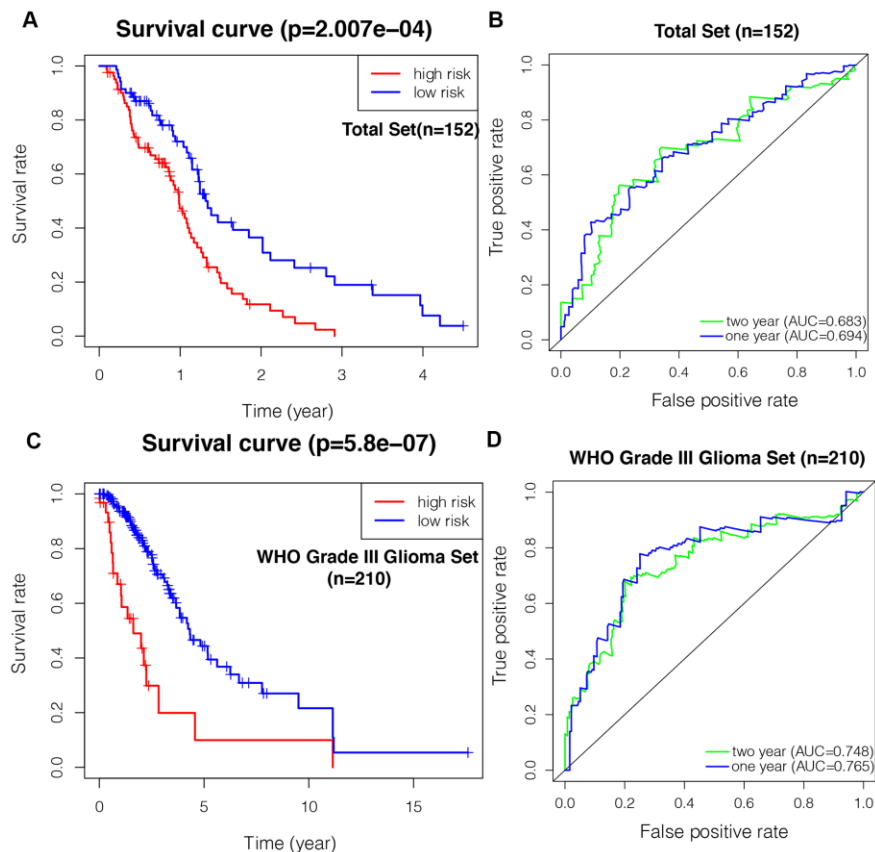 A
Survival curve (p=2.007e−04)
high risk
low risk
Total Set(n=152)
Survival rate
0.0 0.2 0.4 0.6 0.8 1.0
0 1 2 3 4
Time (year)
B
Total Set (n=152)
True positive rate
0.0 0.2 0.4 0.6 0.8 1.0
two year (AUC=0.683)
one year (AUC=0.694)
0.0 0.2 0.4 0.6 0.8 1.0
False positive rate
C
Survival curve (p=5.8e−07)
high risk
low risk
WHO Grade III Glioma Set
(n=210)
Survival rate
0.0 0.2 0.4 0.6 0.8 1.0
0 5 10 15
Time (year)
D
WHO Grade III Glioma Set (n=210)
True positive rate
0.0 0.2 0.4 0.6 0.8 1.0
two year (AUC=0.748)
one year (AUC=0.765)
0.0 0.2 0.4 0.6 0.8 1.0
False positive rate